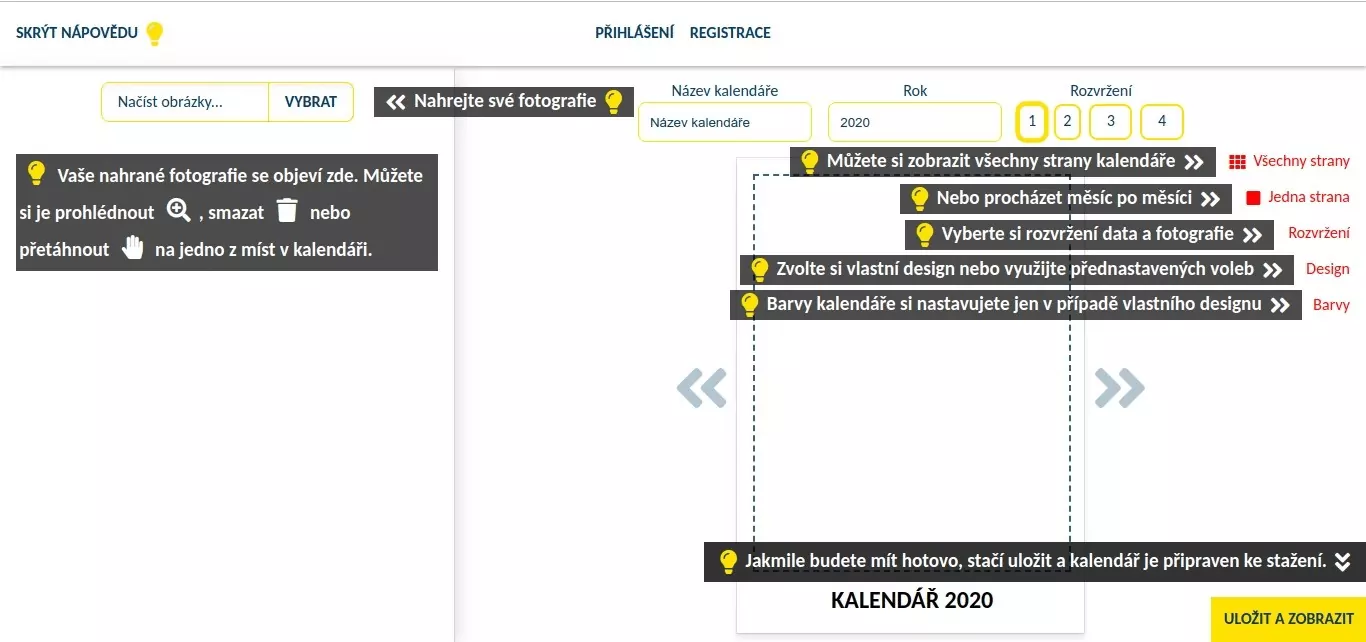 SKRÝT NÁPOVĚDU
PŘIHLÁŠENÍ REGISTRACE
Načíst obrázky... VYBRAT
Nahrejte své fotografie
Název kalendáře
Název kalendáře
Rok
2020
Rozvržení
1 2 3 4
Vaše nahrané fotografie se objeví zde. Můžete
si je prohlédnout , smazat nebo
přetáhnout na jedno z míst v kalendáři.
Můžete si zobrazit všechny strany kalendáře
Všechny strany
Nebo procházet měsíc po měsíci
Jedna strana
Vyberte si rozvržení data a fotografie
Rozvržení
Zvolte si vlastní design nebo využijte přednastavených voleb
Design
Barvy kalendáře si nastavujete jen v případě vlastního designu
Barvy
Jakmile budete mít hotovo, stačí uložit a kalendář je připraven ke stažení.
KALENDÁŘ 2020
ULOŽIT A ZOBRAZIT